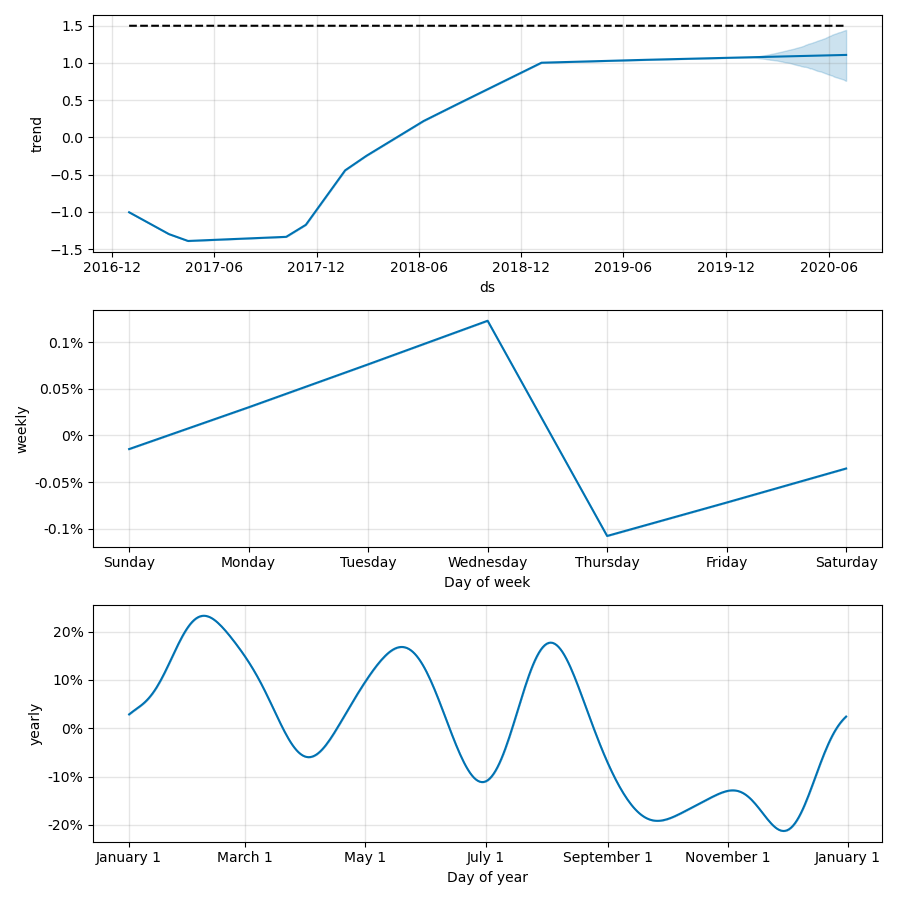 1.5
1.0
0.5
0.0
−0.5
−1.0
−1.5
trend
2016-12 2017-06 2017-12 2018-06 2018-12 2019-06 2019-12 2020-06
ds
0.1%
0.05%
0%
-0.05%
-0.1%
weekly
Sunday Monday Tuesday Wednesday Thursday Friday Saturday
Day of week
20%
10%
0%
-10%
-20%
yearly
January 1 March 1 May 1 July 1 September 1 November 1 January 1
Day of year